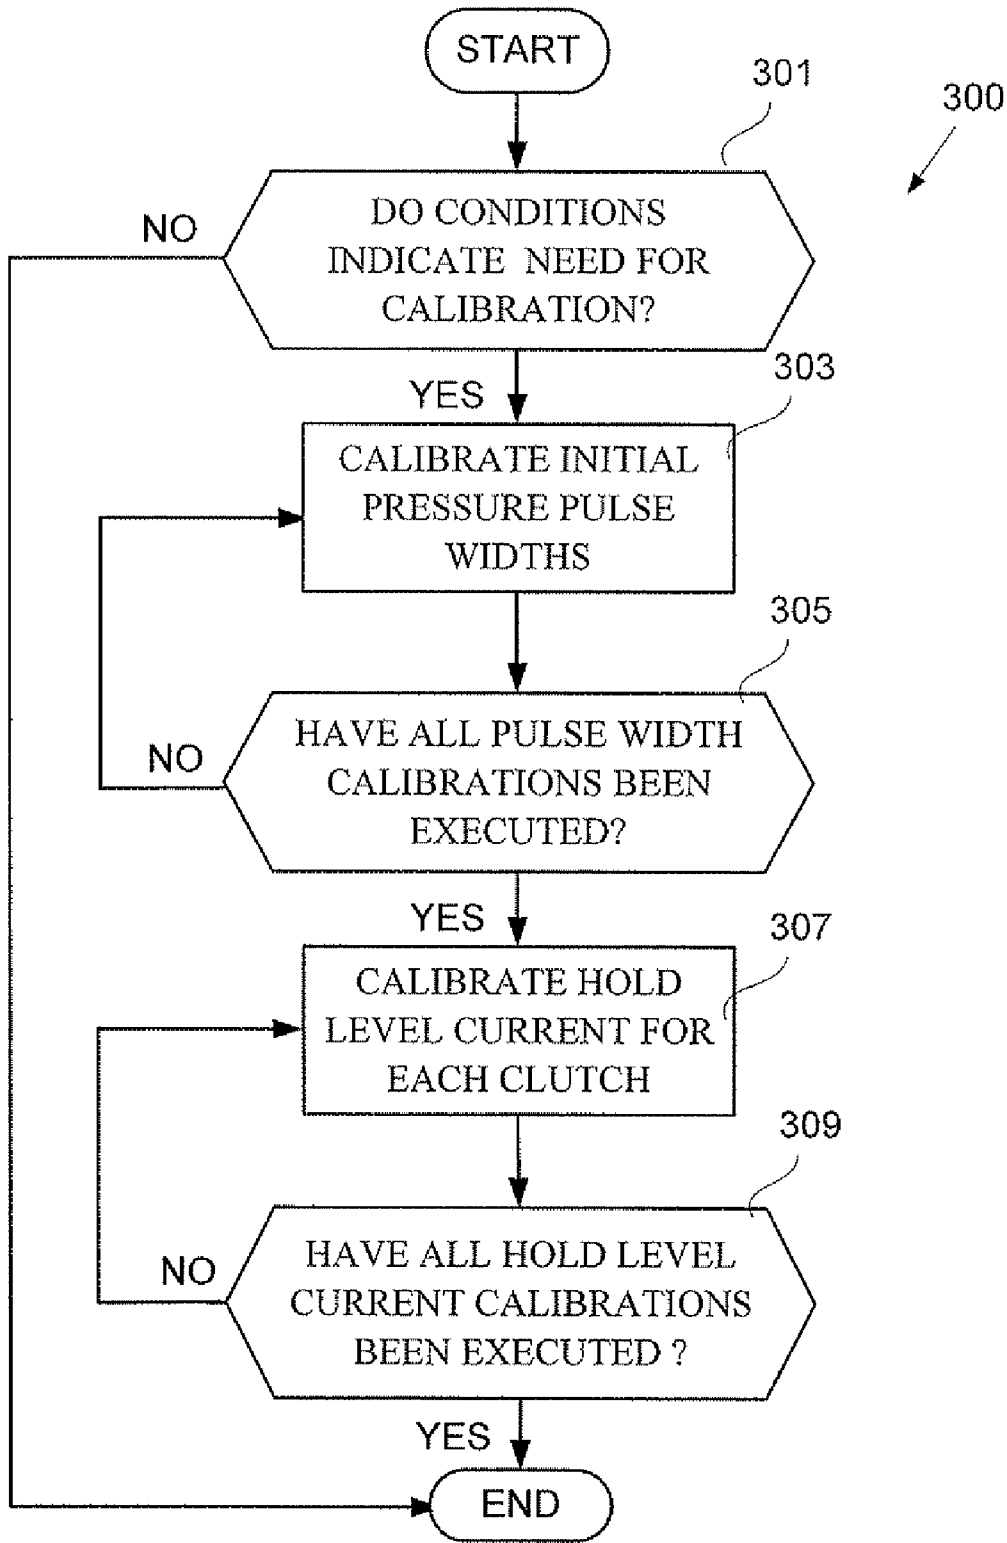 START
301
300
DO CONDITIONS
INDICATE NEED FOR
CALIBRATION?
NO
YES
303
CALIBRATE INITIAL
PRESSURE PULSE
WIDTHS
305
HAVE ALL PULSE WIDTH
CALIBRATIONS BEEN
EXECUTED?
NO
YES
307
CALIBRATE HOLD
LEVEL CURRENT FOR
EACH CLUTCH
309
HAVE ALL HOLD LEVEL
CURRENT CALIBRATIONS
BEEN EXECUTED ?
NO
YES
END